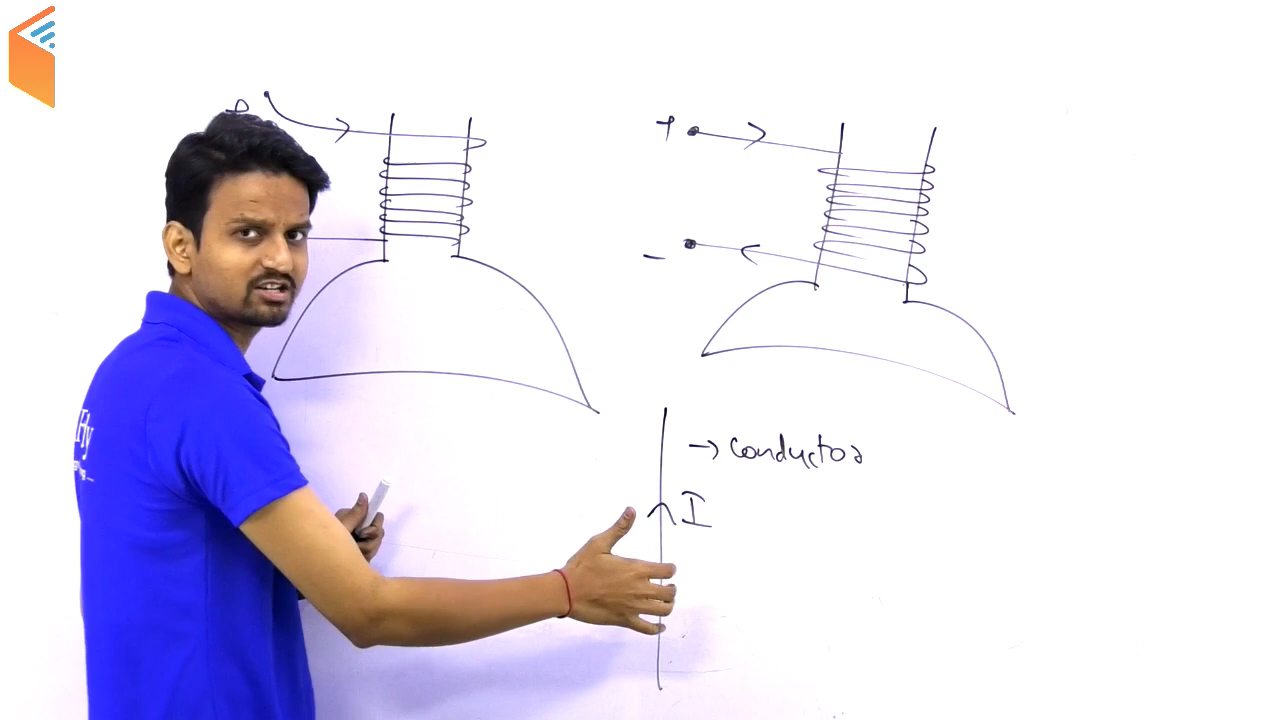 +
-
→ conductor
I